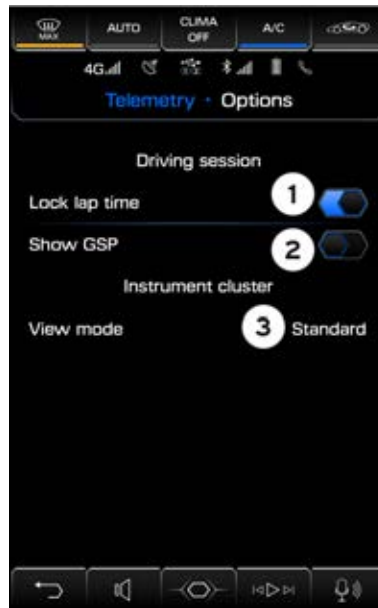 MAX AUTO CLIMA OFF A/C
4G
Telemetry · Options
Driving session
Lock lap time 1
Show GSP 2
Instrument cluster
View mode 3 Standard